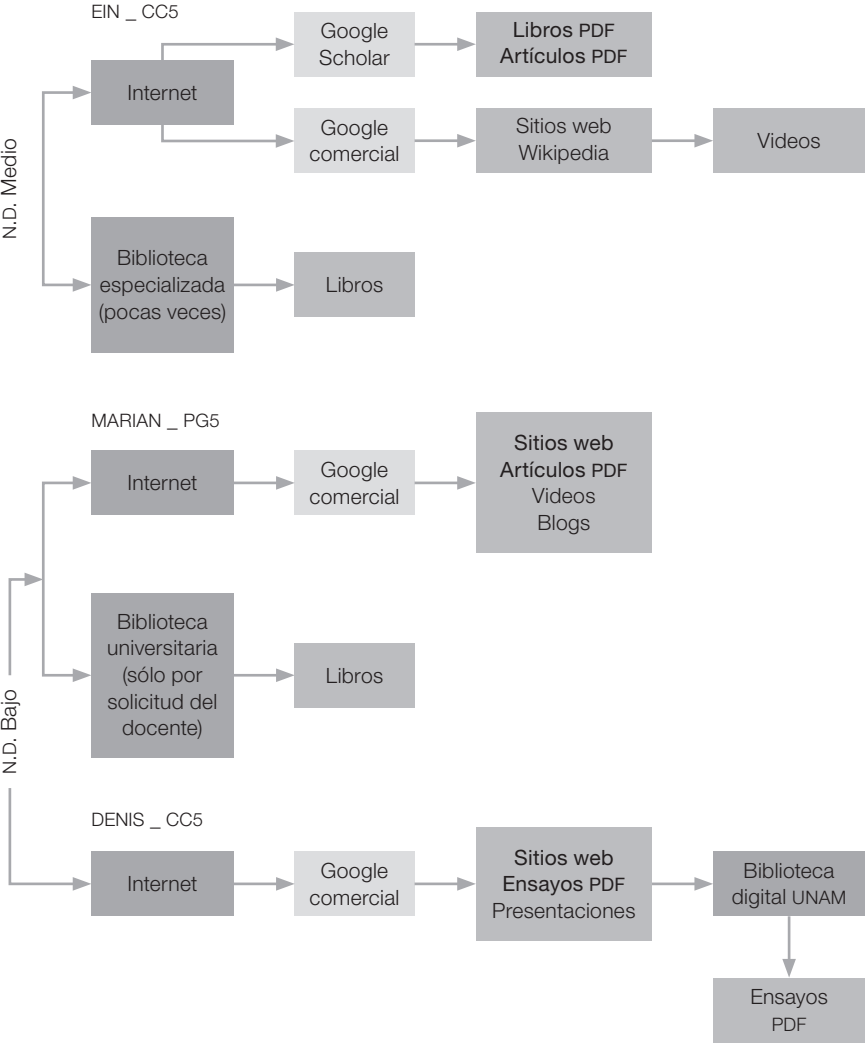 EIN _ CC5
N.D. Medio
Internet
Google
Scholar
Libros PDF
Artículos PDF
Google
comercial
Sitios web
Wikipedia
Videos
Biblioteca
especializada
(pocas veces)
Libros
N.D. Bajo
MARIAN _ PG5
Internet
Google
comercial
Sitios web
Artículos PDF
Videos
Blogs
Biblioteca
universitaria
(sólo por
solicitud del
docente)
Libros
DENIS _ CC5
Internet
Google
comercial
Sitios web
Ensayos PDF
Presentaciones
Biblioteca
digital UNAM
Ensayos
PDF